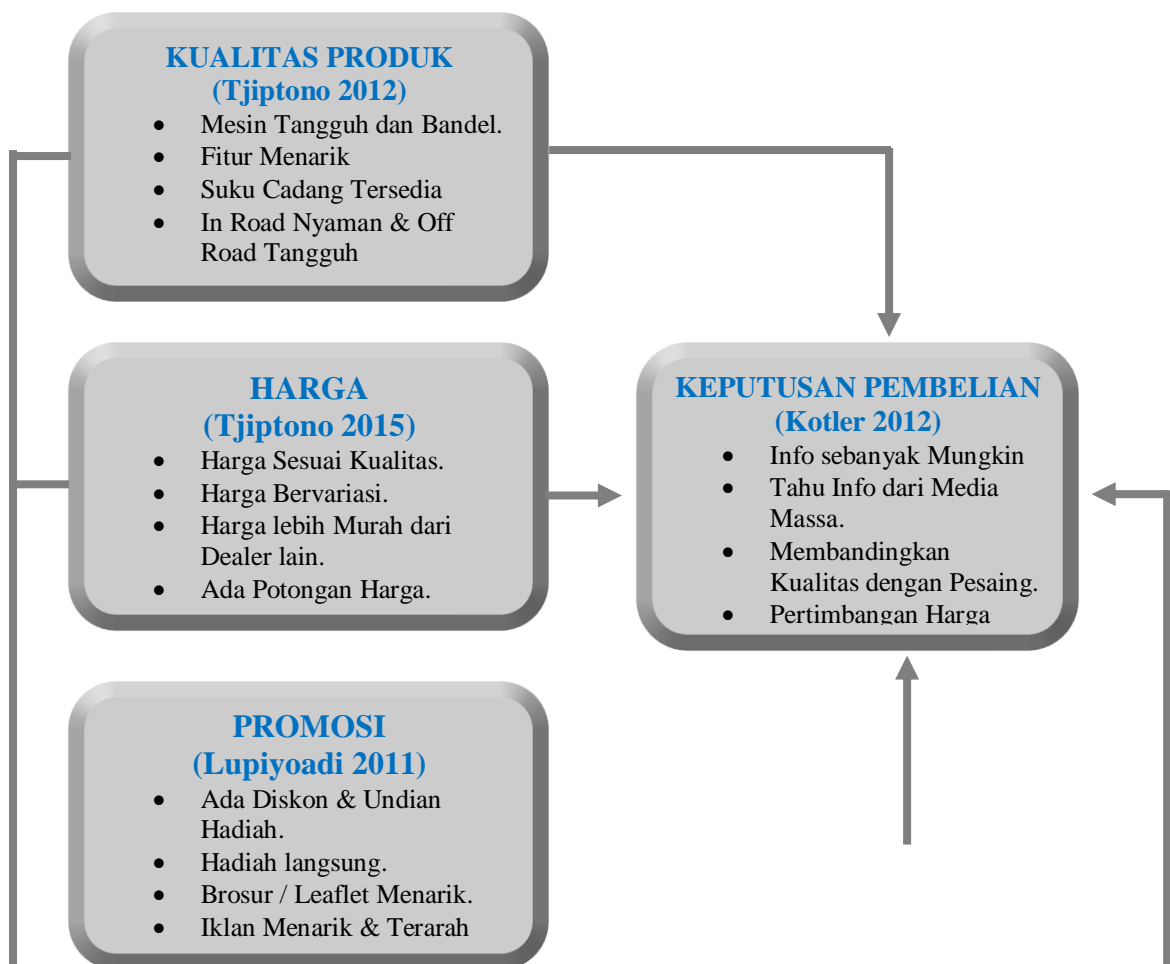 KUALITAS PRODUK
(Tjiptono 2012)
• Mesin Tangguh dan Bandel.
• Fitur Menarik
• Suku Cadang Tersedia
• In Road Nyaman & Off
Road Tangguh
HARGA
(Tjiptono 2015)
• Harga Sesuai Kualitas.
• Harga Bervariasi.
• Harga lebih Murah dari
Dealer lain.
• Ada Potongan Harga.
KEPUTUSAN PEMBELIAN
(Kotler 2012)
• Info sebanyak Mungkin
• Tahu Info dari Media
Massa.
• Membandingkan
Kualitas dengan Pesaing.
• Pertimbangan Harga
PROMOSI
(Lupiyoadi 2011)
• Ada Diskon & Undian
Hadiah.
• Hadiah langsung.
• Brosur / Leaflet Menarik.
• Iklan Menarik & Terarah